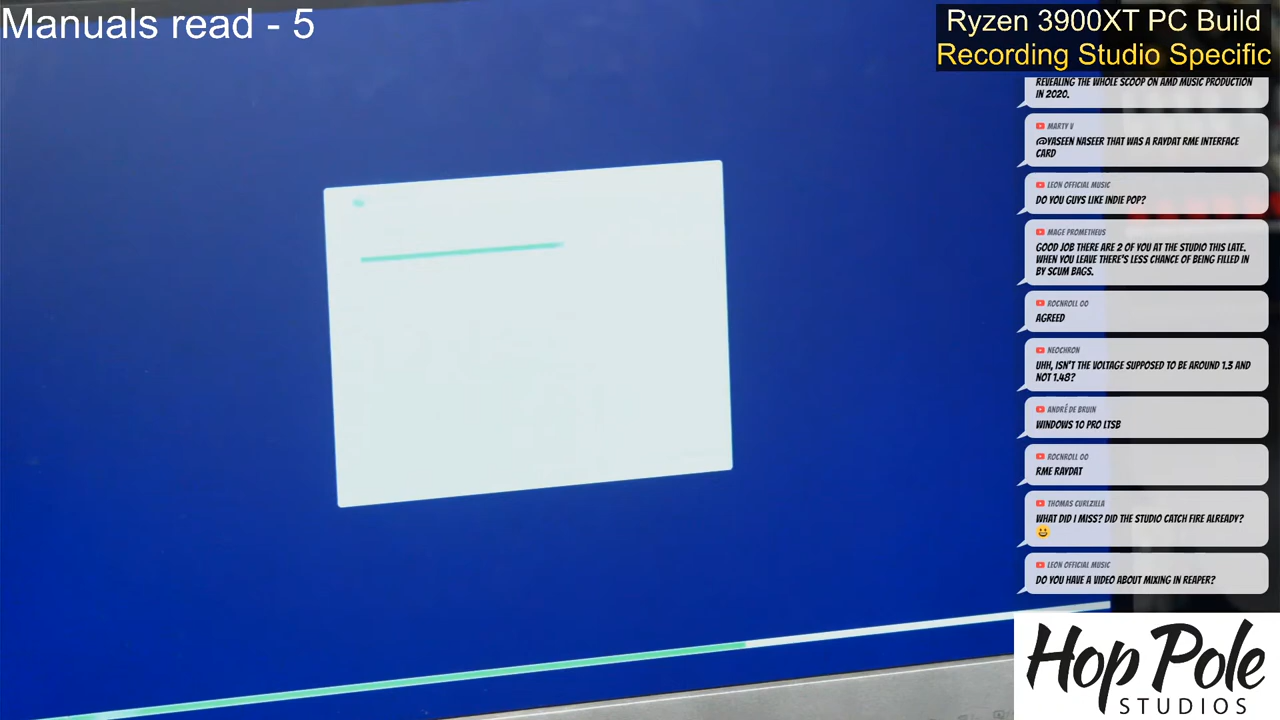 Manuals read - 5
Ryzen 3900XT PC Build
Recording Studio Specific
REVEALING THE WHOLE SCOOP ON AMD MUSIC PRODUCTION
IN 2020.
MARTY V
@YASEEN NASEER THAT WAS A RAYDAT RME INTERFACE
CARD
LEON OFFICIAL MUSIC
DO YOU GUYS LIKE INDIE POP?
MAGE PROMETHEUS
GOOD JOB THERE ARE 2 OF YOU AT THE STUDIO THIS LATE.
WHEN YOU LEAVE THERE'S LESS CHANCE OF BEING FILLED IN
BY SCUM BAGS.
ROCNROLL OO
AGREED
NEOCHRON
UHH, ISN'T THE VOLTAGE SUPPOSED TO BE AROUND 1.3 AND
NOT 1.48?
ANDRÉ DE BRUIN
WINDOWS 10 PRO LTSB
ROCNROLL OO
RME RAYDAT
THOMAS CURLZILLA
WHAT DID I MISS? DID THE STUDIO CATCH FIRE ALREADY?
LEON OFFICIAL MUSIC
DO YOU HAVE A VIDEO ABOUT MIXING IN REAPER?
Hop Pole
STUDIOS